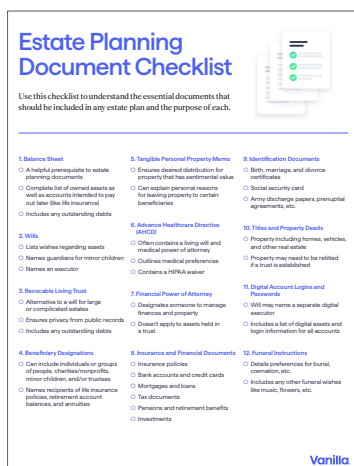 Estate Planning
Document Checklist
Use this checklist to understand the essential documents that
should be included in any estate plan and the purpose of each.
1. Balance Sheet
A helpful prerequisite to estate
planning documents
Complete list of owned assets as
well as accounts intended to pay
out later (like life insurance)
Includes any outstanding debts
2. Wills
Lists wishes regarding assets
Names guardians for minor children
Names an executor
3. Revocable Living Trust
Alternative to a will for large
or complicated estates
Ensures privacy from public records
Includes any outstanding debts
4. Beneficiary Designations
Can include individuals or groups
of people, charities/nonprofits,
minor children, and/or trustees
Names recipients of life insurance
policies, retirement account
balances, and annuities
5. Tangible Personal Property Memo
Ensures desired distribution for
property that has sentimental value
Can explain personal reasons
for leaving property to certain
beneficiaries
6. Advance Healthcare Directive
(AHCD)
Often contains a living will and
medical power of attorney
Outlines medical preferences
Contains a HIPAA waiver
7. Financial Power of Attorney
Designates someone to manage
finances and property
Doesn't apply to assets held in
a trust
8. Insurance and Financial Documents
Insurance policies
Bank accounts and credit cards
Mortgages and loans
Tax documents
Pensions and retirement benefits
Investments
9. Identification Documents
Birth, marriage, and divorce
certificates
Social security card
Army discharge papers, prenuptial
agreements, etc.
10. Titles and Property Deeds
Property including homes, vehicles,
and other real estate
Property may need to be retitled
if a trust is established
11. Digital Account Logins and
Passwords
Will may name a separate digital
executor
Includes a list of digital assets and
login information for all accounts
12. Funeral Instructions
Details preferences for burial,
cremation, etc.
Includes any other funeral wishes
like music, flowers, etc.
Vanilla